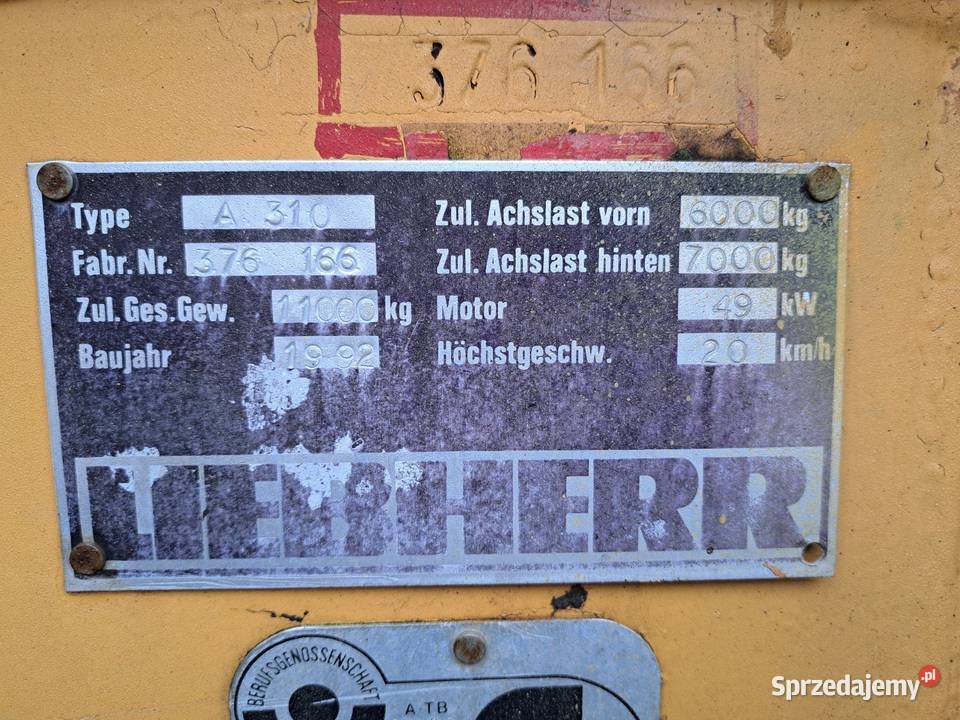 376 166
Type A 310 Zul. Achslast vorn 6000 kg
Fabr. Nr. 376 166 Zul. Achslast hinten 7000 kg
Zul. Ges. Gew. 11000 kg Motor 49 kW
Baujahr 1992 Höchstgeschw. 20 km/h
LIEBHERR
BERUFSGENOSSENSCHAFT
A TB
Sprzedajemy.pl